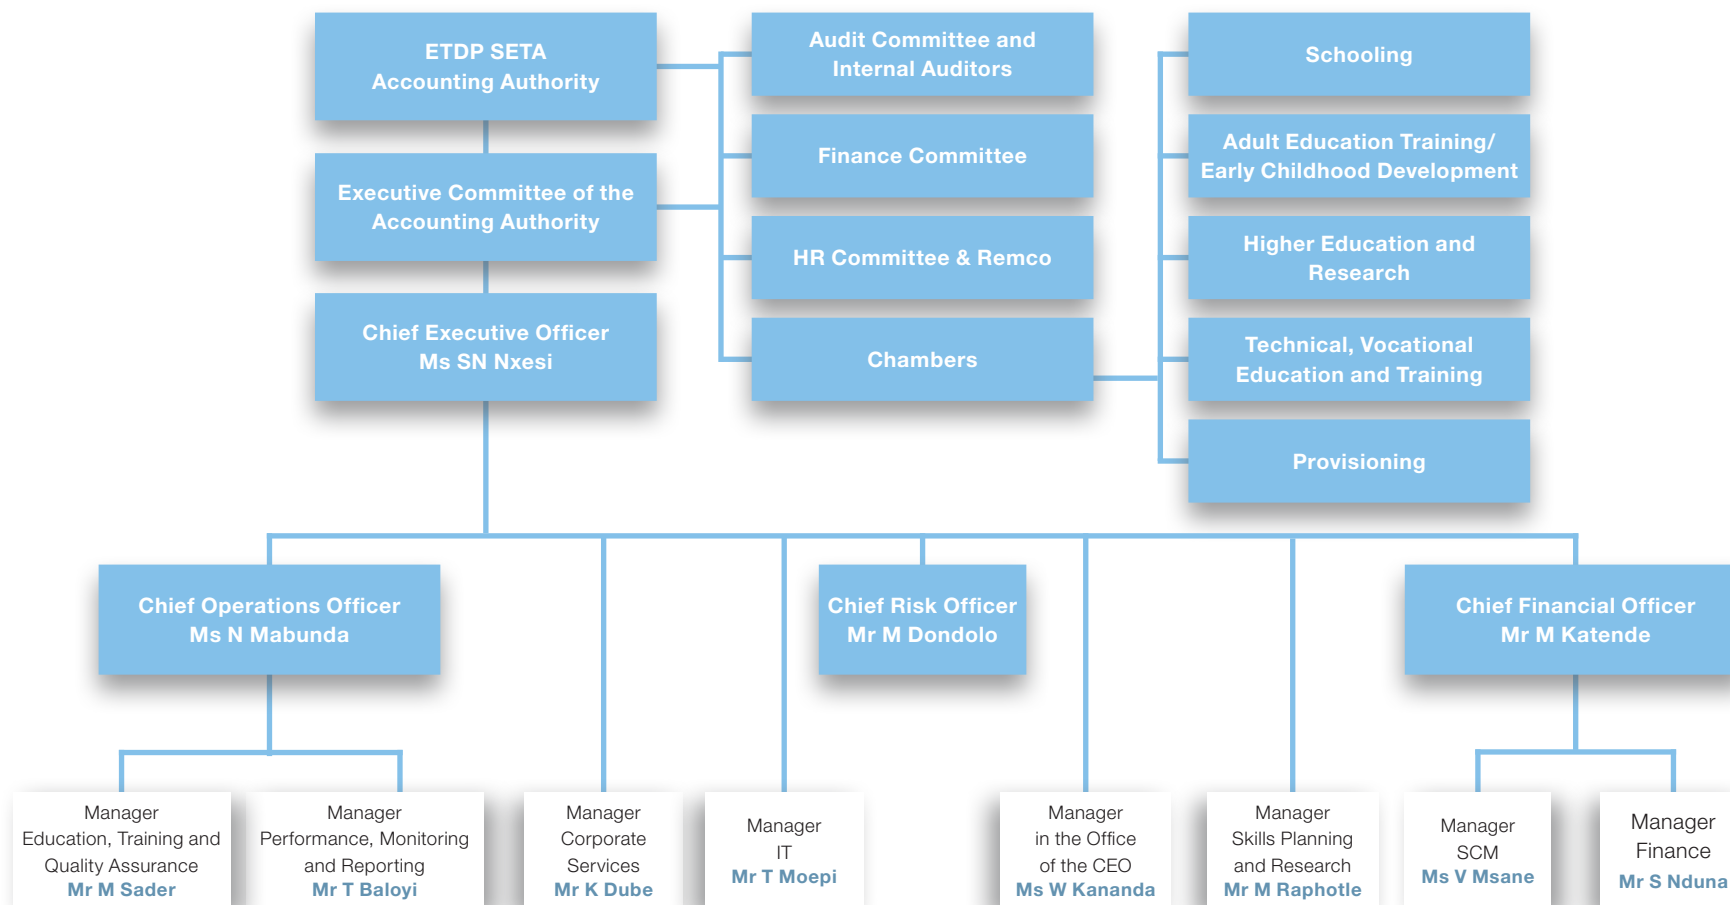 ETDP SETA
Accounting Authority
Executive Committee of the
Accounting Authority
Chief Executive Officer
Ms SN Nxesi
Audit Committee and
Internal Auditors
Finance Committee
HR Committee & Remco
Chambers
Schooling
Adult Education Training/
Early Childhood Development
Higher Education and
Research
Technical, Vocational
Education and Training
Provisioning
Chief Operations Officer
Ms N Mabunda
Chief Risk Officer
Mr M Dondolo
Chief Financial Officer
Mr M Katende
Manager
Education, Training and
Quality Assurance
Mr M Sader
Manager
Performance, Monitoring
and Reporting
Mr T Baloyi
Manager
Corporate
Services
Mr K Dube
Manager
IT
Mr T Moepi
Manager
in the Office
of the CEO
Ms W Kananda
Manager
Skills Planning
and Research
Mr M Raphotle
Manager
SCM
Ms V Msane
Manager
Finance
Mr S Nduna